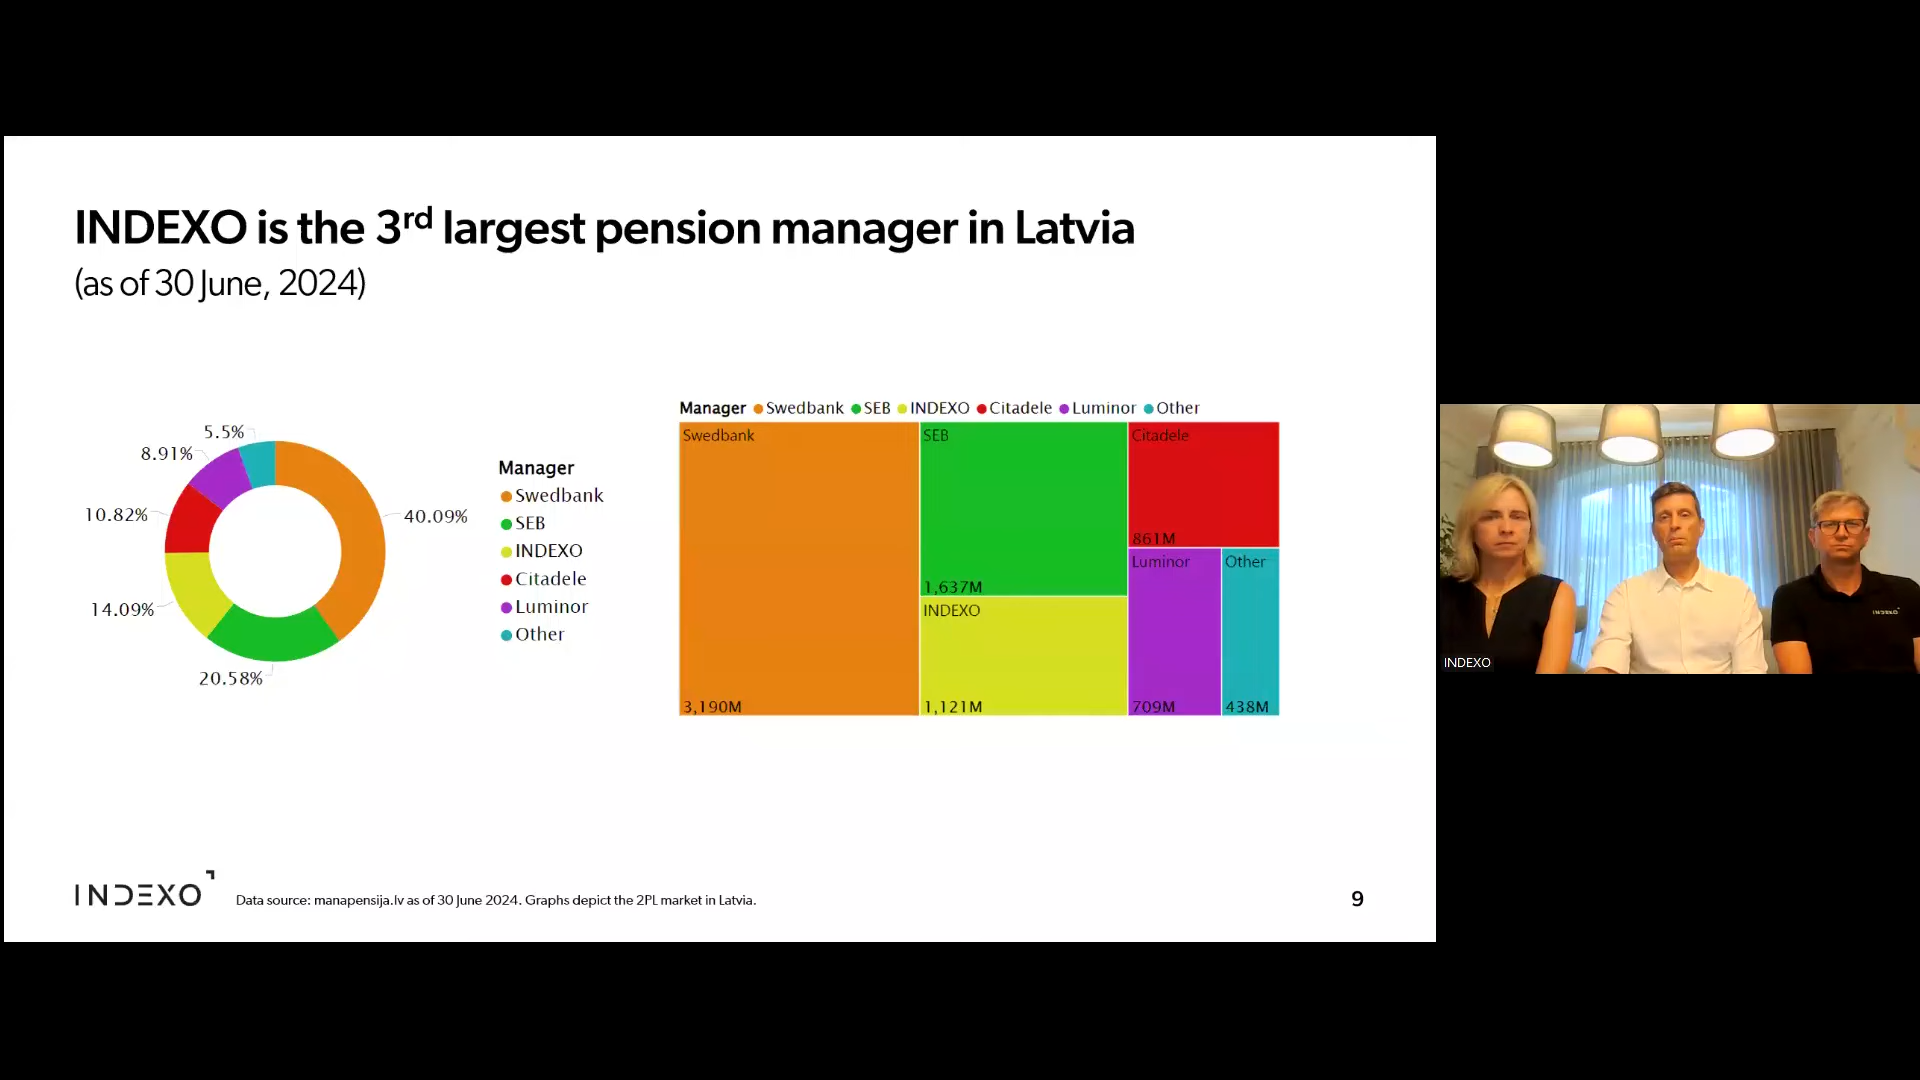 INDEXO is the 3rd largest pension manager in Latvia
(as of 30 June, 2024)
5.5%
8.91%
10.82%
14.09%
20.58%
40.09%
Manager
Swedbank
SEB
INDEXO
Citadele
Luminor
Other
Manager Swedbank SEB INDEXO Citadele Luminor Other
Swedbank
3,190M
SEB
1,637M
INDEXO
1,121M
Citadele
861M
Luminor
709M
Other
438M
INDEXO
Data source: manapensija.lv as of 30 June 2024. Graphs depict the 2PL market in Latvia.
9
INDEXO
INDEXO